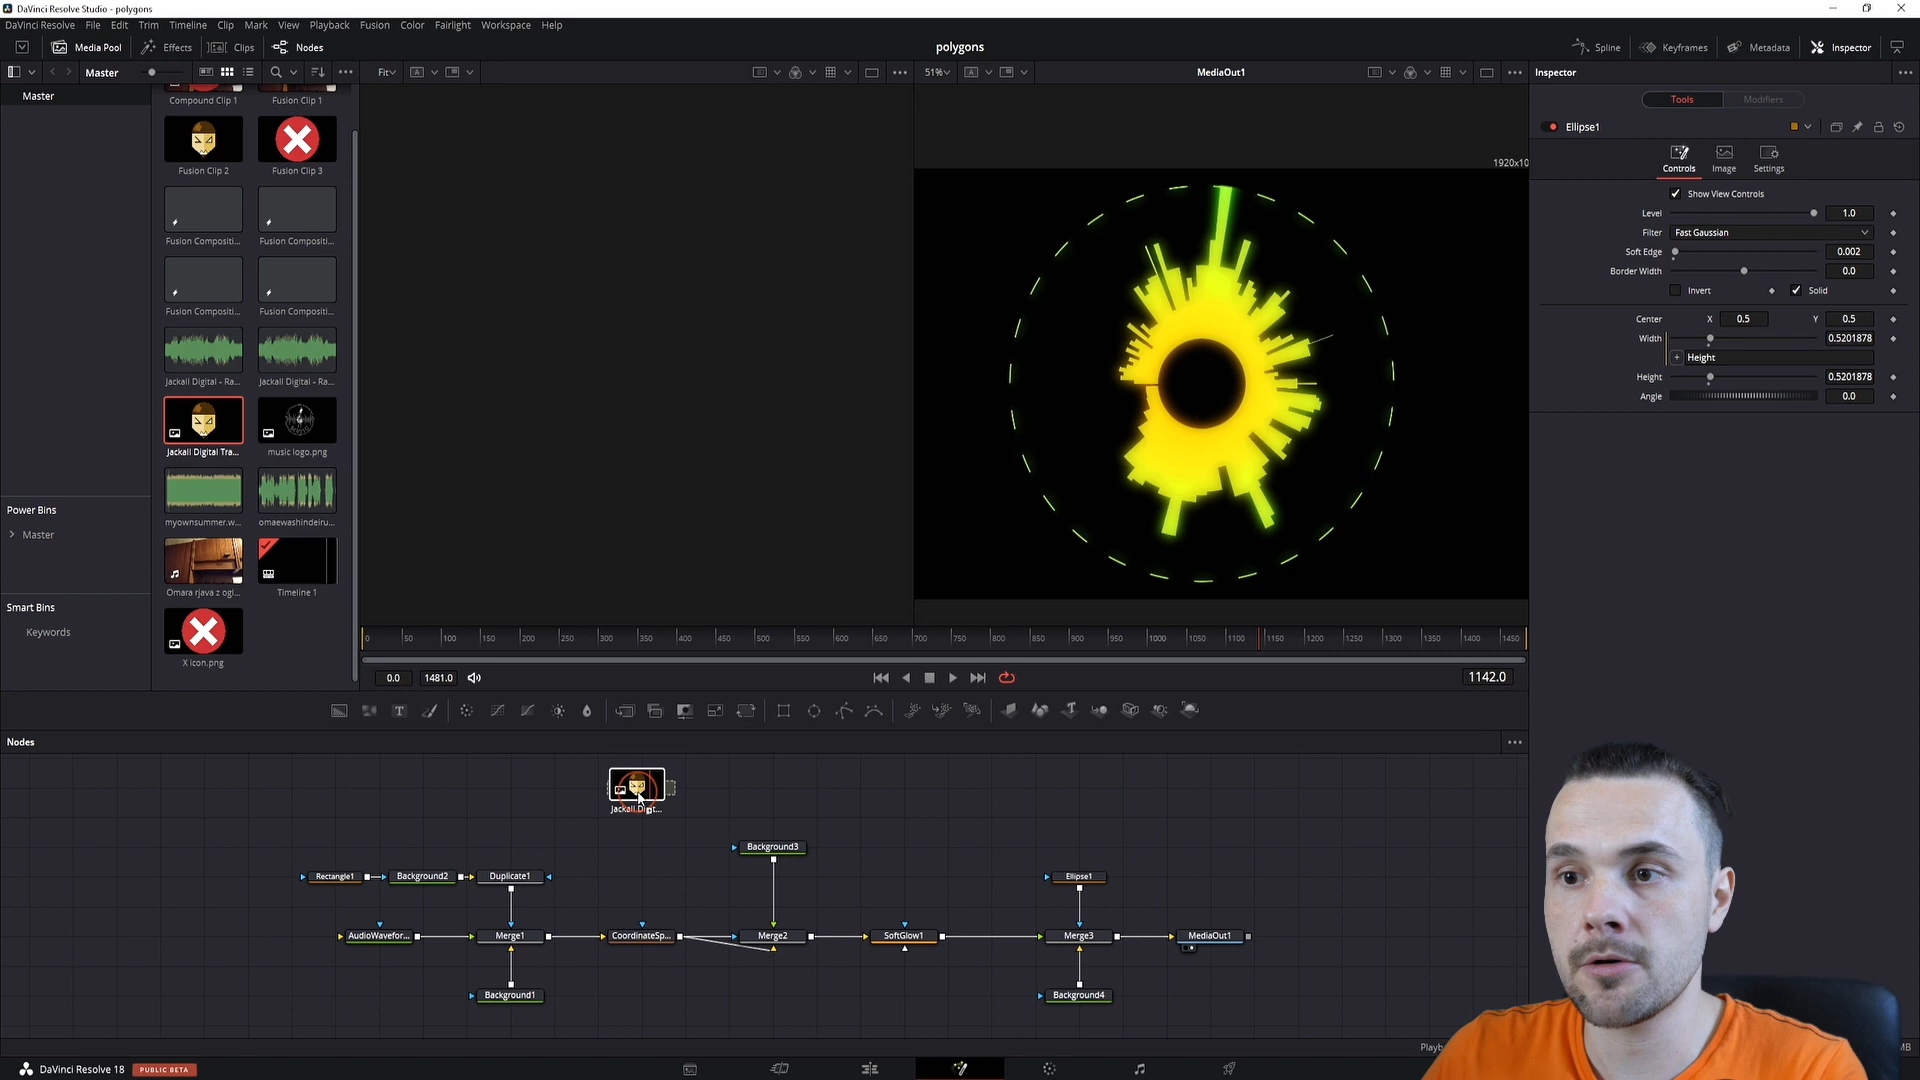 DaVinci Resolve Studio - polygons
DaVinci Resolve File Edit Trim Timeline Clip Mark View Playback Fusion Color Fairlight Workspace Help
Media Pool Effects Clips Nodes
polygons
Spline Keyframes Metadata Inspector
Master
Fit
51%
MediaOut1
Inspector
Master
Compound Clip 1
Fusion Clip 1
Fusion Clip 2
Fusion Clip 3
Fusion Compositi...
Fusion Compositi...
Fusion Compositi...
Fusion Compositi...
Jackall Digital - Ra...
Jackall Digital - Ra...
Jackall Digital Tra...
music logo.png
myownsummer.w...
omaewashindeiru...
Omara rjava z ogl...
Timeline 1
X icon.png
Power Bins
Master
Smart Bins
Keywords
1920x10
Tools Modifiers
Ellipse1
Controls Image Settings
Show View Controls
Level 1.0
Filter Fast Gaussian
Soft Edge 0.002
Border Width 0.0
Invert Solid
Center X 0.5 Y 0.5
Width 0.5201878
+ Height
Height 0.5201878
Angle 0.0
0 50 100 150 200 250 300 350 400 450 500 550 600 650 700 750 800 850 900 950 1000 1050 1100 1150 1200 1250 1300 1350 1400 1450
0.0 1481.0
1142.0
Nodes
Jackall Digit...
Background3
Rectangle1 Background2 Duplicate1
Ellipse1
AudioWavefor... Merge1 CoordinateSp... Merge2 SoftGlow1 Merge3 MediaOut1
Background1
Background4
Playb
MB
DaVinci Resolve 18 PUBLIC BETA